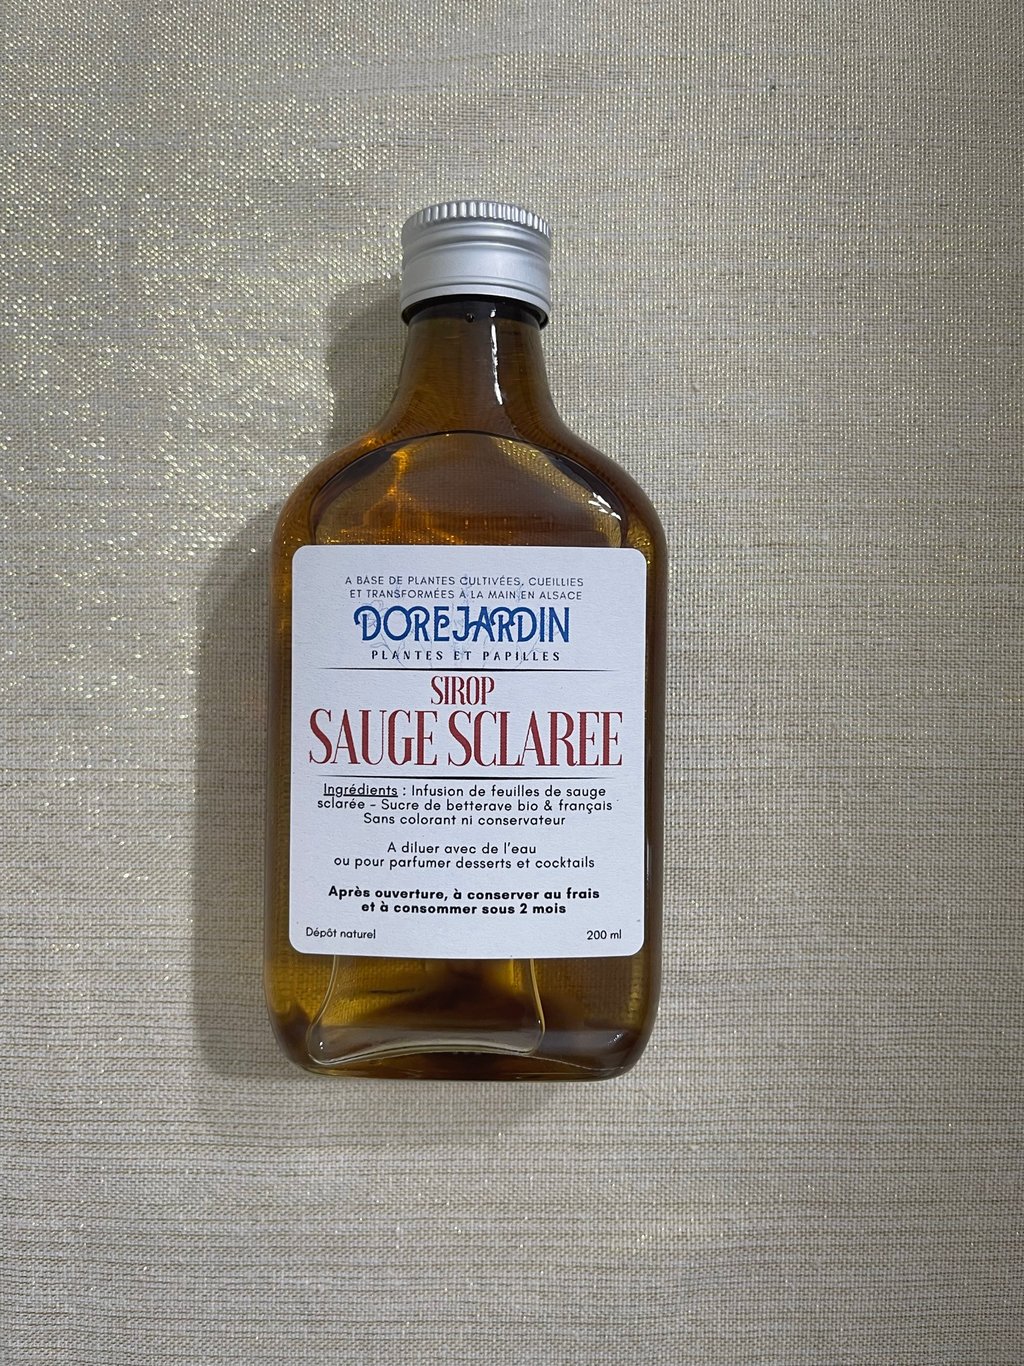 A BASE DE PLANTES CULTIVÉES, CUEILLIES
ET TRANSFORMÉES À LA MAIN EN ALSACE
DOREJARDIN
PLANTES ET PAPILLES
SIROP
SAUGE SCLAREE
Ingrédients : Infusion de feuilles de sauge
sclarée - Sucre de betterave bio & français
Sans colorant ni conservateur
A diluer avec de l'eau
ou pour parfumer desserts et cocktails
Après ouverture, à conserver au frais
et à consommer sous 2 mois
Dépôt naturel
200 ml